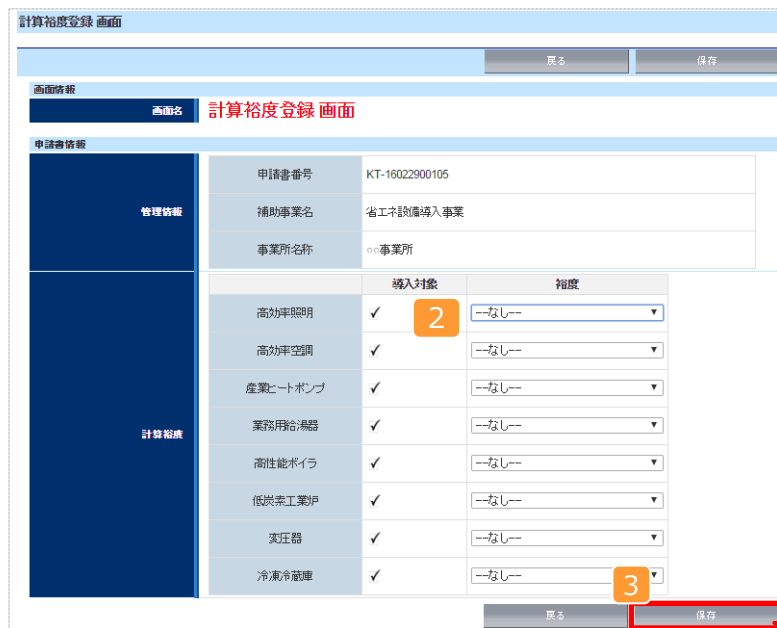 計算裕度登録 画面
戻る 保存
画面情報
画面名 計算裕度登録 画面
申請書情報
管理情報
申請書番号 KT-16022900105
補助事業名 省エネ設備導入事業
事業所名称 ○○事業所
計算裕度
導入対象 裕度
高効率照明 ✓ 2 --なし-- ▼
高効率空調 ✓ --なし-- ▼
産業ヒートポンプ ✓ --なし-- ▼
業務用給湯器 ✓ --なし-- ▼
高性能ボイラ ✓ --なし-- ▼
低炭素工業炉 ✓ --なし-- ▼
変圧器 ✓ --なし-- ▼
冷凍冷蔵庫 ✓ --なし-- ▼
3
戻る 保存